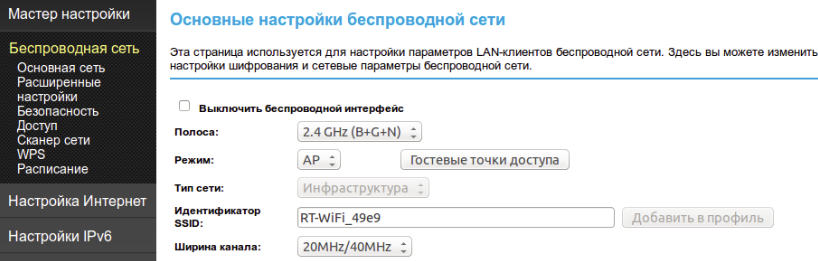 Мастер настройки
Беспроводная сеть
Основная сеть
Расширенные
настройки
Безопасность
Доступ
Сканер сети
WPS
Расписание
Настройка Интернет
Настройки IPv6
Основные настройки беспроводной сети
Эта страница используется для настройки параметров LAN-клиентов беспроводной сети. Здесь вы можете изменить
настройки шифрования и сетевые параметры беспроводной сети.
Выключить беспроводной интерфейс
Полоса: 2.4 GHz (B+G+N)
Режим: AP Гостевые точки доступа
Тип сети: Инфраструктура
Идентификатор
SSID: RT-WiFi_49e9 Добавить в профиль
Ширина канала: 20MHz/40MHz